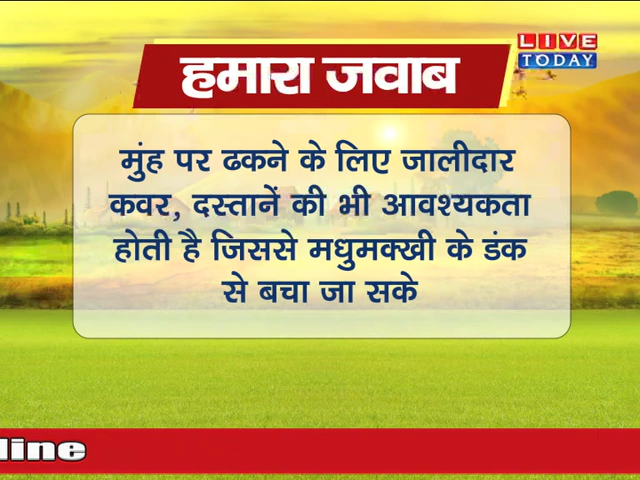 हमारा जवाब
LIVE
TODAY
मुंह पर ढकने के लिए जालीदार
कवर, दस्तानें की भी आवश्यकता
होती है जिससे मधुमक्खी के डंक
से बचा जा सके
line